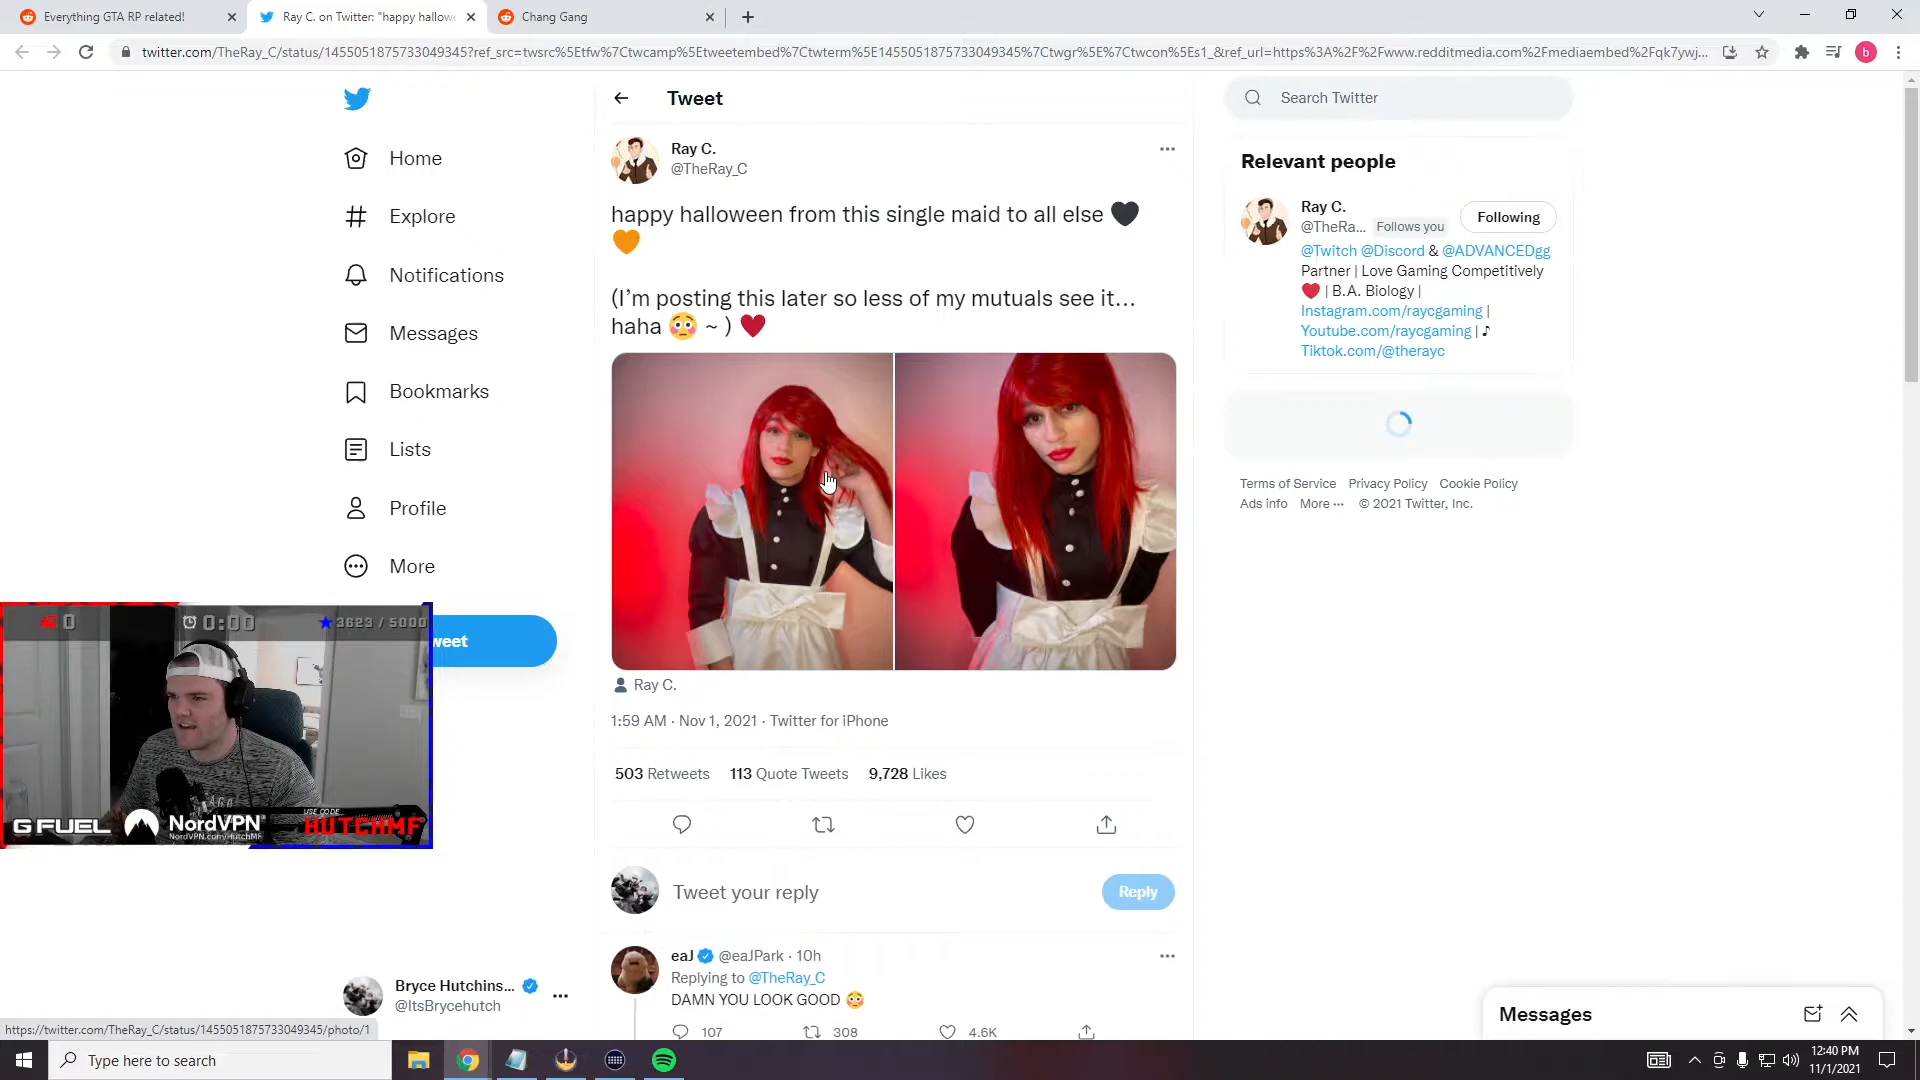 Everything GTA RP related!
Ray C. on Twitter: "happy hallow
Chang Gang
twitter.com/TheRay_C/status/1455051875733049345?ref_src=twsrc%5Etfw%7Ctwcamp%5Etweetembed%7Ctwterm%5E1455051875733049345%7Ctwgr%5E%7Ctwcon%5Es1_&ref_url=https%3A%2F%2Fwww.redditmedia.com%2Fmediaembed%2Fqk7ywj...
b
Home
Explore
Notifications
Messages
Bookmarks
Lists
Profile
More
weet
Tweet
Ray C.
@TheRay_C
happy halloween from this single maid to all else 🖤
🧡
(I'm posting this later so less of my mutuals see it...
haha 😳 ~ ) ♥️
Ray C.
1:59 AM · Nov 1, 2021 · Twitter for iPhone
503 Retweets 113 Quote Tweets 9,728 Likes
Tweet your reply
Reply
eaJ @eaJPark · 10h
Replying to @TheRay_C
DAMN YOU LOOK GOOD 😳
107 308 4.6K
Search Twitter
Relevant people
Ray C.
@TheRa... Follows you
Following
@Twitch @Discord & @ADVANCEDgg
Partner | Love Gaming Competitively
♥️ | B.A. Biology |
Instagram.com/raycgaming |
Youtube.com/raycgaming | ♪
Tiktok.com/@therayc
Terms of Service Privacy Policy Cookie Policy
Ads info More ··· © 2021 Twitter, Inc.
0 0:00 3623 / 5000
G FUEL NordVPN
NordVPN.com/HutchMF
USE CODE
HUTCHMF
Bryce Hutchins...
@ItsBrycehutch
Messages
https://twitter.com/TheRay_C/status/1455051875733049345/photo/1
Type here to search
12:40 PM
11/1/2021